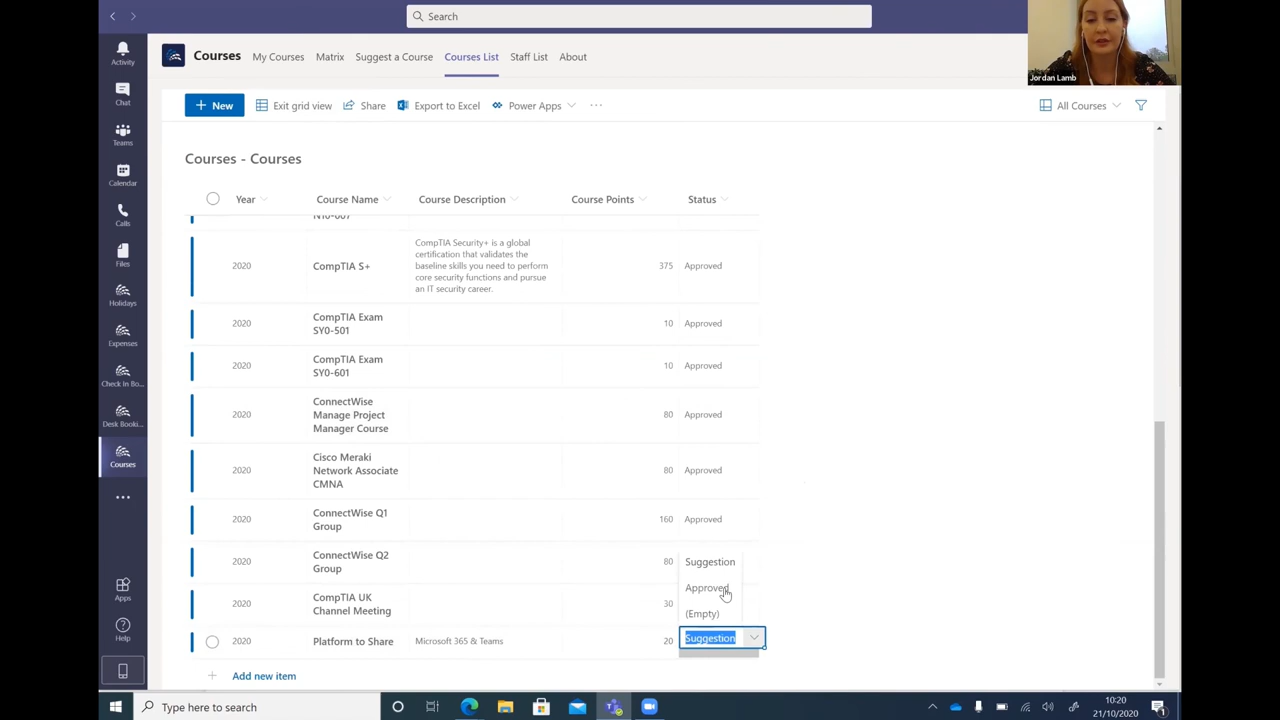 Search
Jordan Lamb
Activity
Chat
Teams
Calendar
Calls
Files
Holidays
Expenses
Check In Bo...
Desk Booki...
Courses
Apps
Help
Courses My Courses Matrix Suggest a Course Courses List Staff List About
+ New Exit grid view Share Export to Excel Power Apps ... All Courses
Courses - Courses
Year Course Name Course Description Course Points Status
N10-007
2020 CompTIA S+ 375 Approved
CompTIA Security+ is a global
certification that validates the
baseline skills you need to perform
core security functions and pursue
an IT security career.
2020 CompTIA Exam
SY0-501 10 Approved
2020 CompTIA Exam
SY0-601 10 Approved
ConnectWise
2020 Manage Project 80 Approved
Manager Course
Cisco Meraki
2020 Network Associate 80 Approved
CMNA
2020 ConnectWise Q1
Group 160 Approved
2020 ConnectWise Q2
Group 80
Suggestion
Approved
(Empty)
2020 CompTIA UK
Channel Meeting 30
2020 Platform to Share Microsoft 365 & Teams 20 Suggestion
+ Add new item
Type here to search
10:20
21/10/2020
1